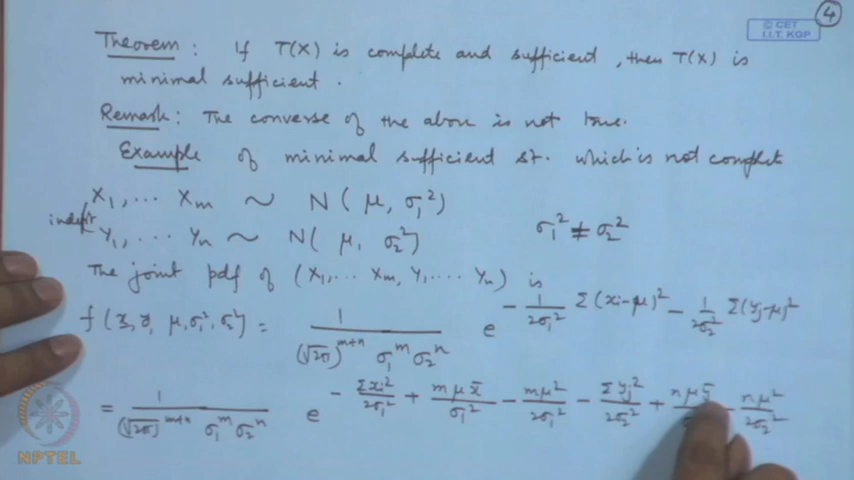 4
© CET
I.I.T. KGP
Theorem : If T(X) is complete and sufficient, then T(X) is
minimal sufficient.
Remark : The converse of the above is not true.
Example of minimal sufficient st. which is not complete
X₁, ... Xₘ ~ N(μ, σ₁²)
indept
Y₁, ... Yₙ ~ N(μ, σ₂²)
σ₁² ≠ σ₂²
The joint pdf of (X₁, ... Xₘ, Y₁, ... Yₙ) is
f(x, y, μ, σ₁², σ₂²) = 1 / ((√2π)^(m+n) σ₁^m σ₂^n) e^(- 1/(2σ₁²) Σ(xᵢ-μ)² - 1/(2σ₂²) Σ(yⱼ-μ)²)
= 1 / ((√2π)^(m+n) σ₁^m σ₂^n) e^(- Σxᵢ²/(2σ₁²) + mμx̄/σ₁² - mμ²/(2σ₁²) - Σyⱼ²/(2σ₂²) + nμȳ - nμ²/(2σ₂²))
NPTEL